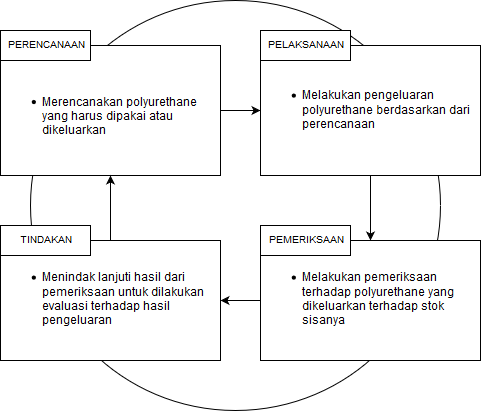 PERENCANAAN
• Merencanakan polyurethane
yang harus dipakai atau
dikeluarkan
PELAKSANAAN
• Melakukan pengeluaran
polyurethane berdasarkan dari
perencanaan
TINDAKAN
• Menindak lanjuti hasil dari
pemeriksaan untuk dilakukan
evaluasi terhadap hasil
pengeluaran
PEMERIKSAAN
• Melakukan pemeriksaan
terhadap polyurethane yang
dikeluarkan terhadap stok
sisanya